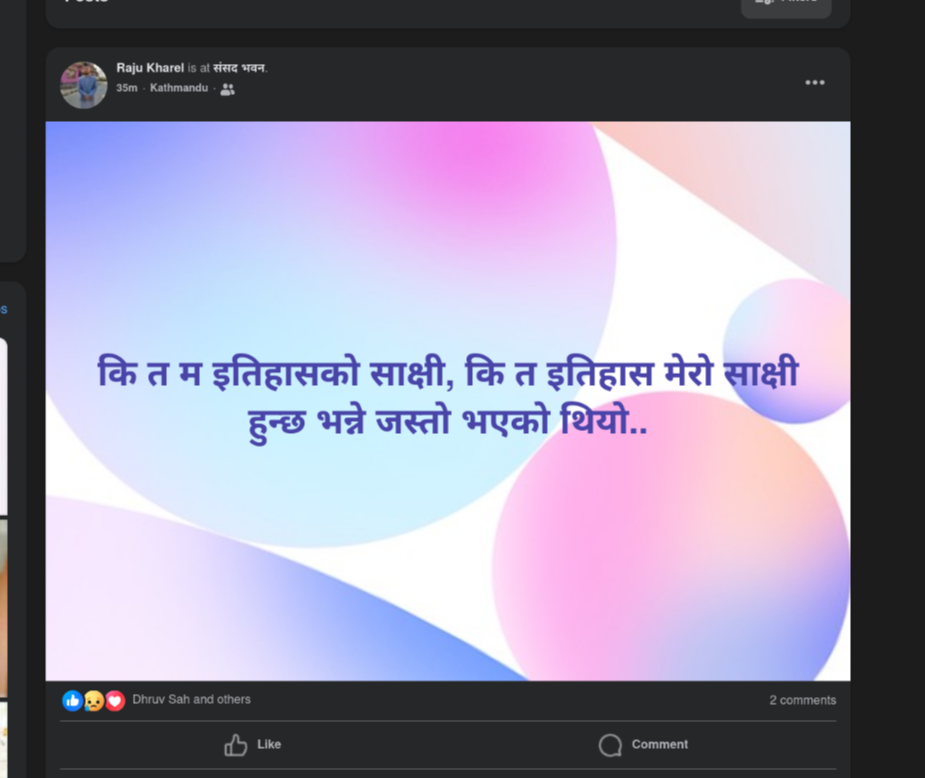 Raju Kharel is at संसद भवन.
35m · Kathmandu ·
कि त म इतिहासको साक्षी, कि त इतिहास मेरो साक्षी
हुन्छ भन्ने जस्तो भएको थियो..
Dhruv Sah and others
2 comments
Like
Comment